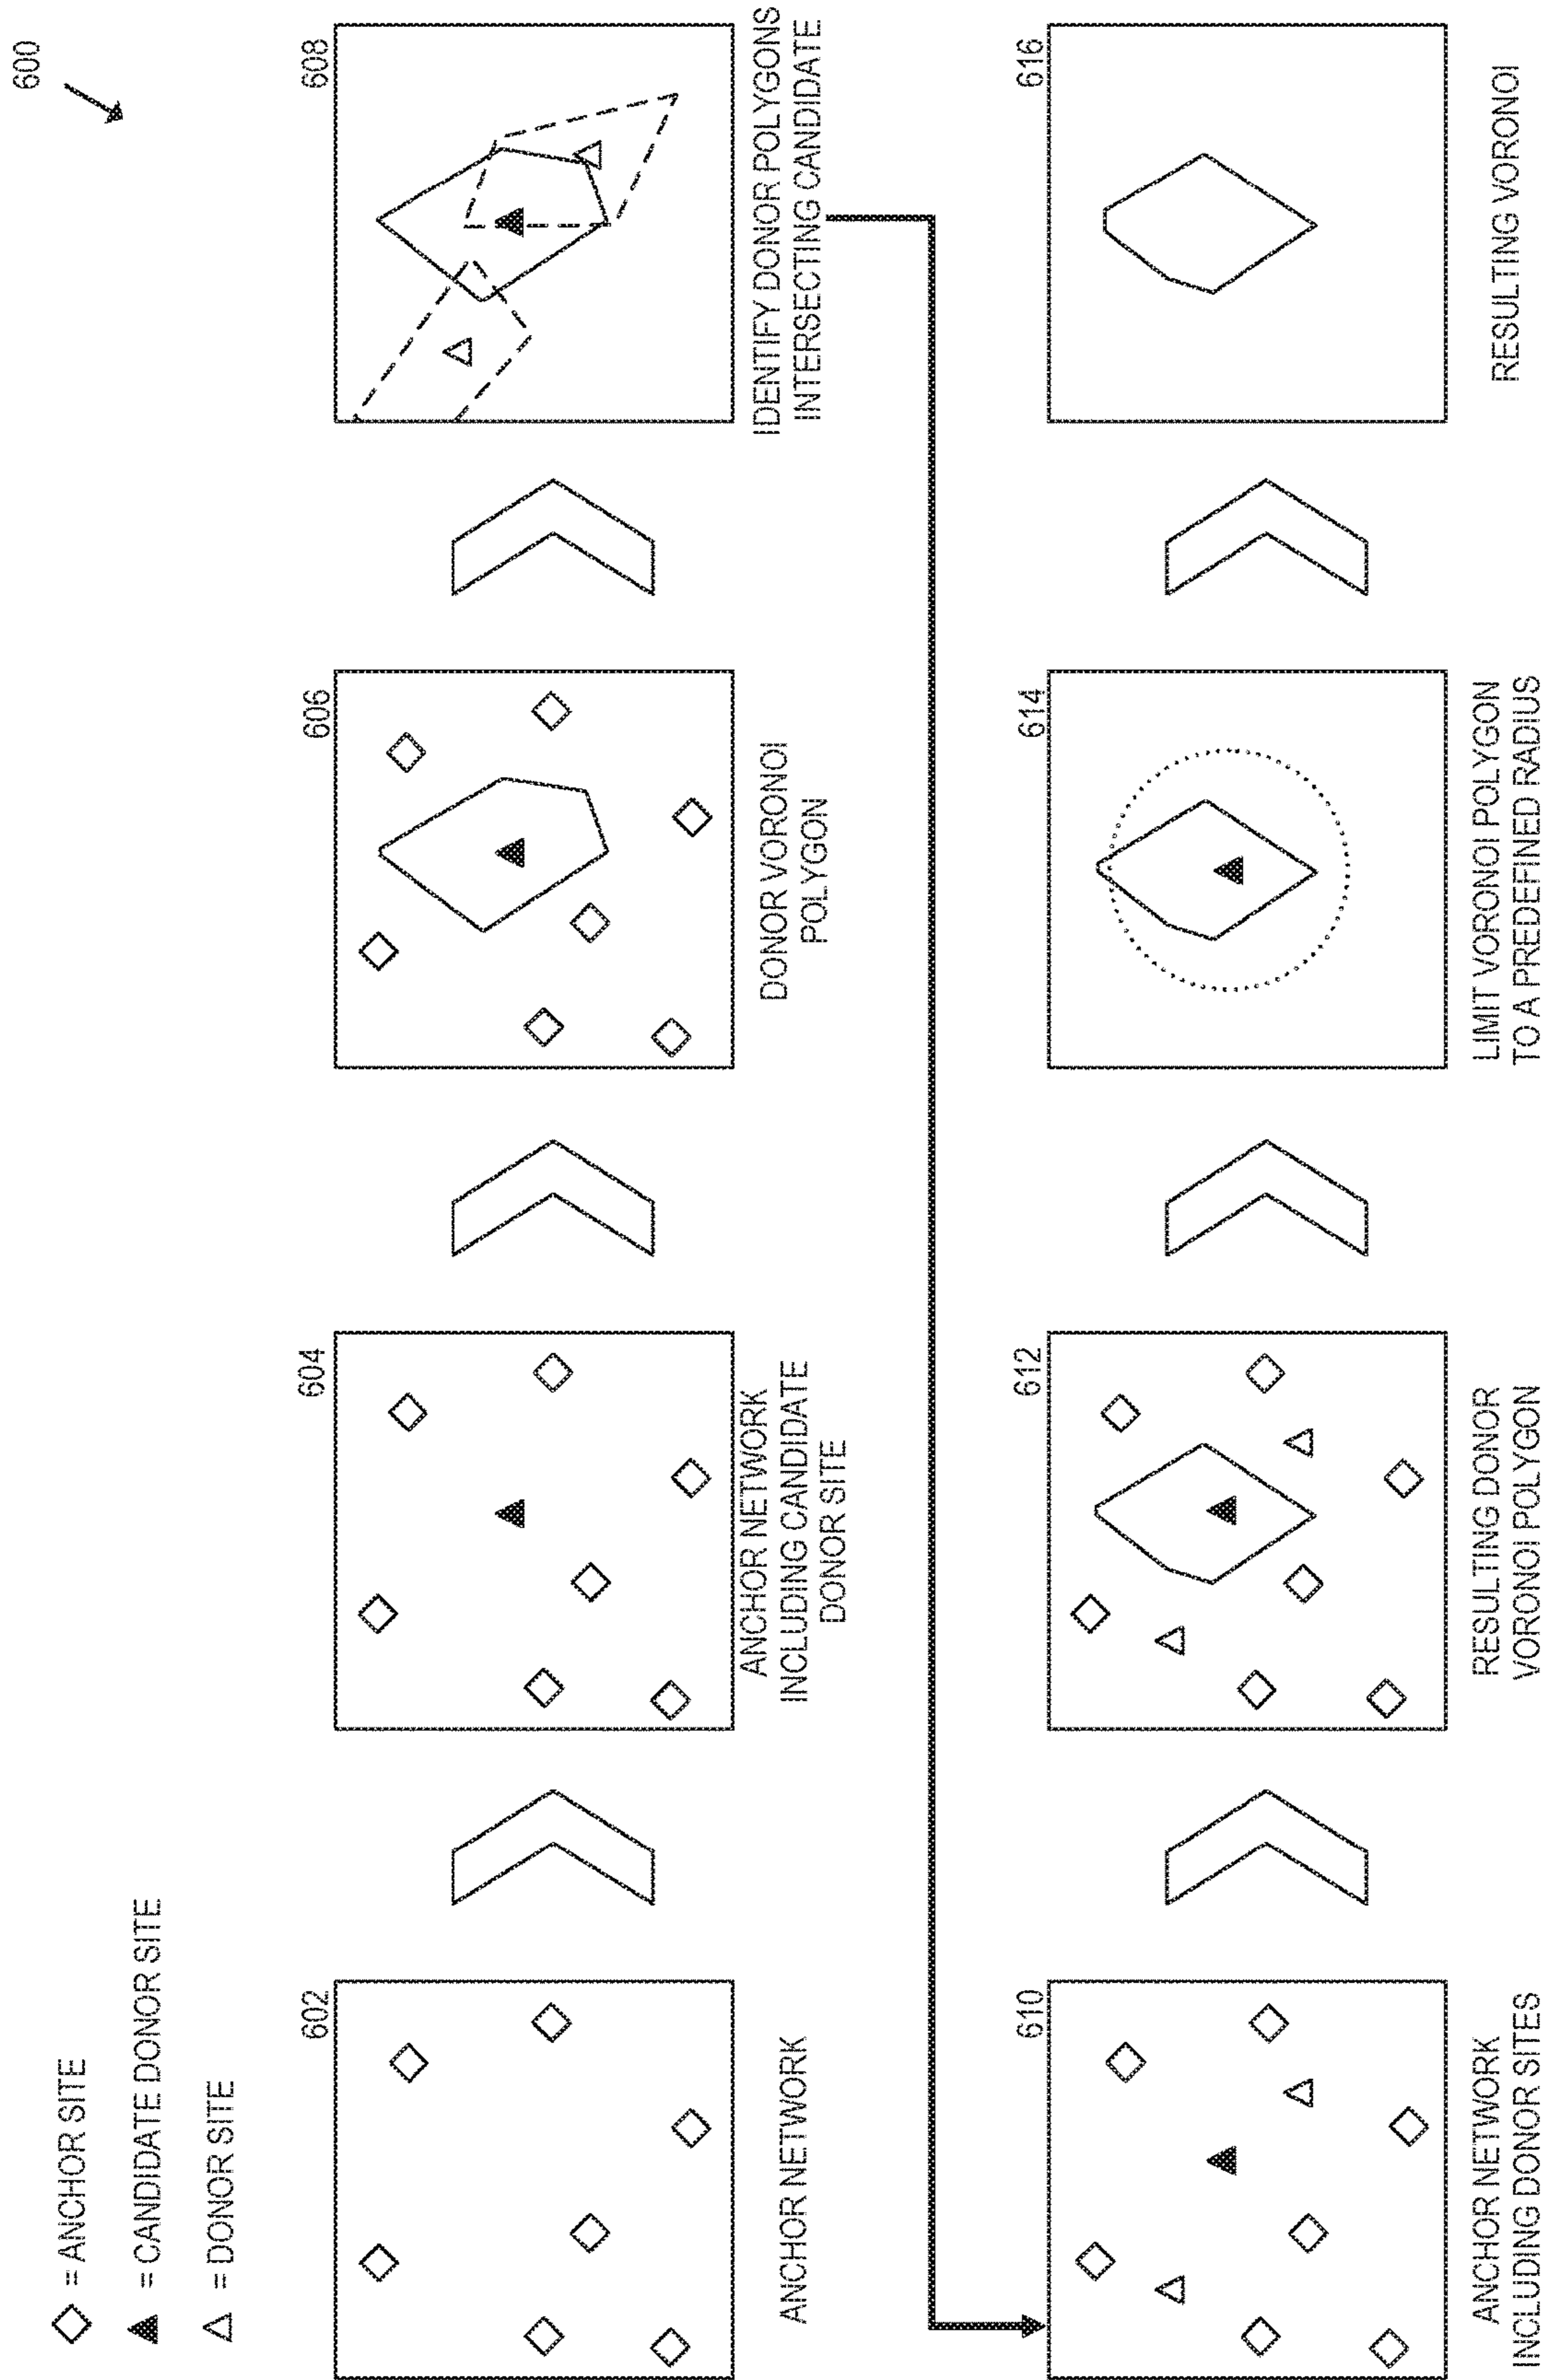 600
= ANCHOR SITE
= CANDIDATE DONOR SITE
= DONOR SITE
602
ANCHOR NETWORK
604
ANCHOR NETWORK
INCLUDING CANDIDATE
DONOR SITE
606
DONOR VORONOI
POLYGON
608
IDENTIFY DONOR POLYGONS
INTERSECTING CANDIDATE
610
ANCHOR NETWORK
INCLUDING DONOR SITES
612
RESULTING DONOR
VORONOI POLYGON
614
LIMIT VORONOI POLYGON
TO A PREDEFINED RADIUS
616
RESULTING VORONOI